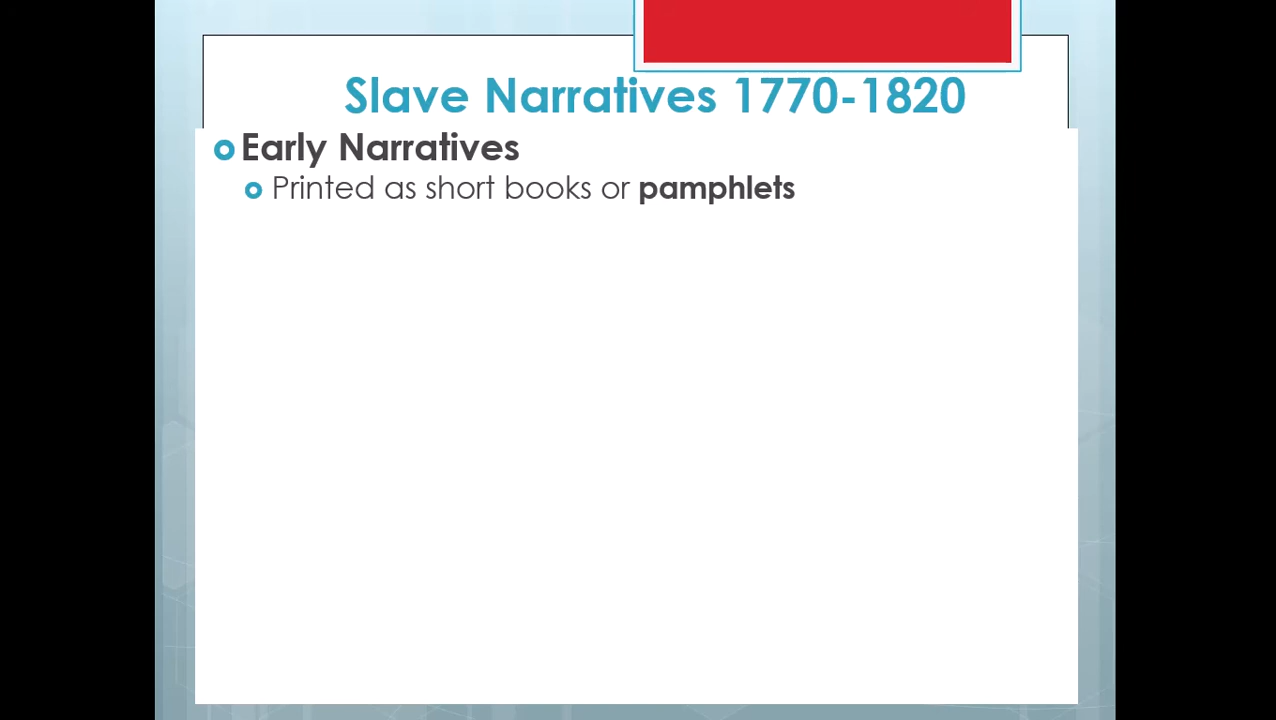 Slave Narratives 1770-1820
Early Narratives
Printed as short books or pamphlets